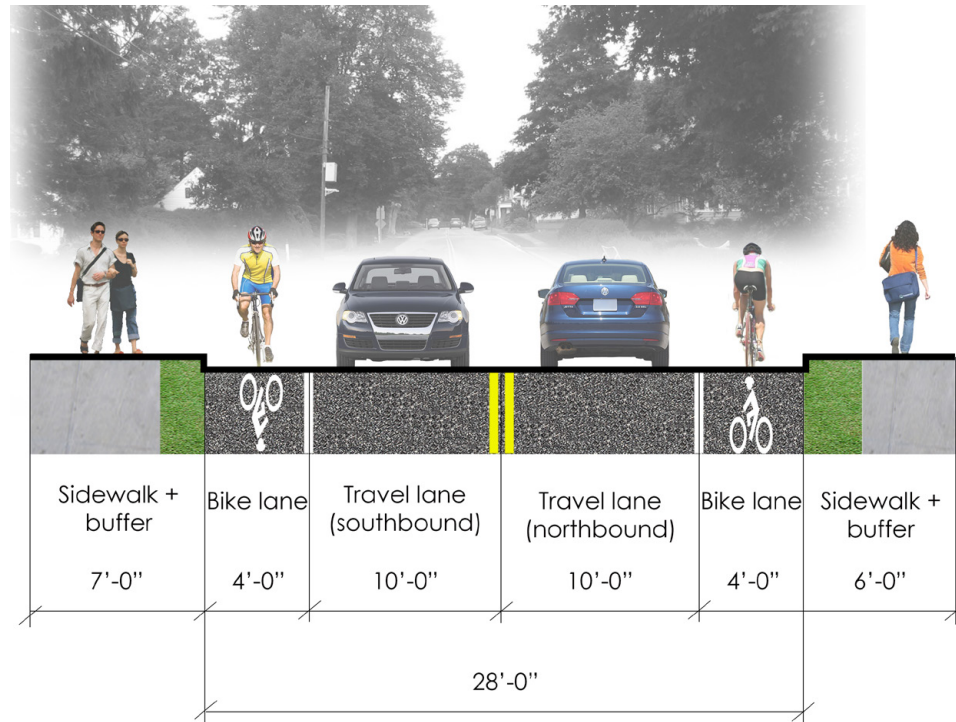 Sidewalk +
buffer
7’-0”
Bike lane
4’-0”
Travel lane
(southbound)
10’-0”
Travel lane
(northbound)
10’-0”
Bike lane
4’-0”
Sidewalk +
buffer
6’-0”
28’-0”